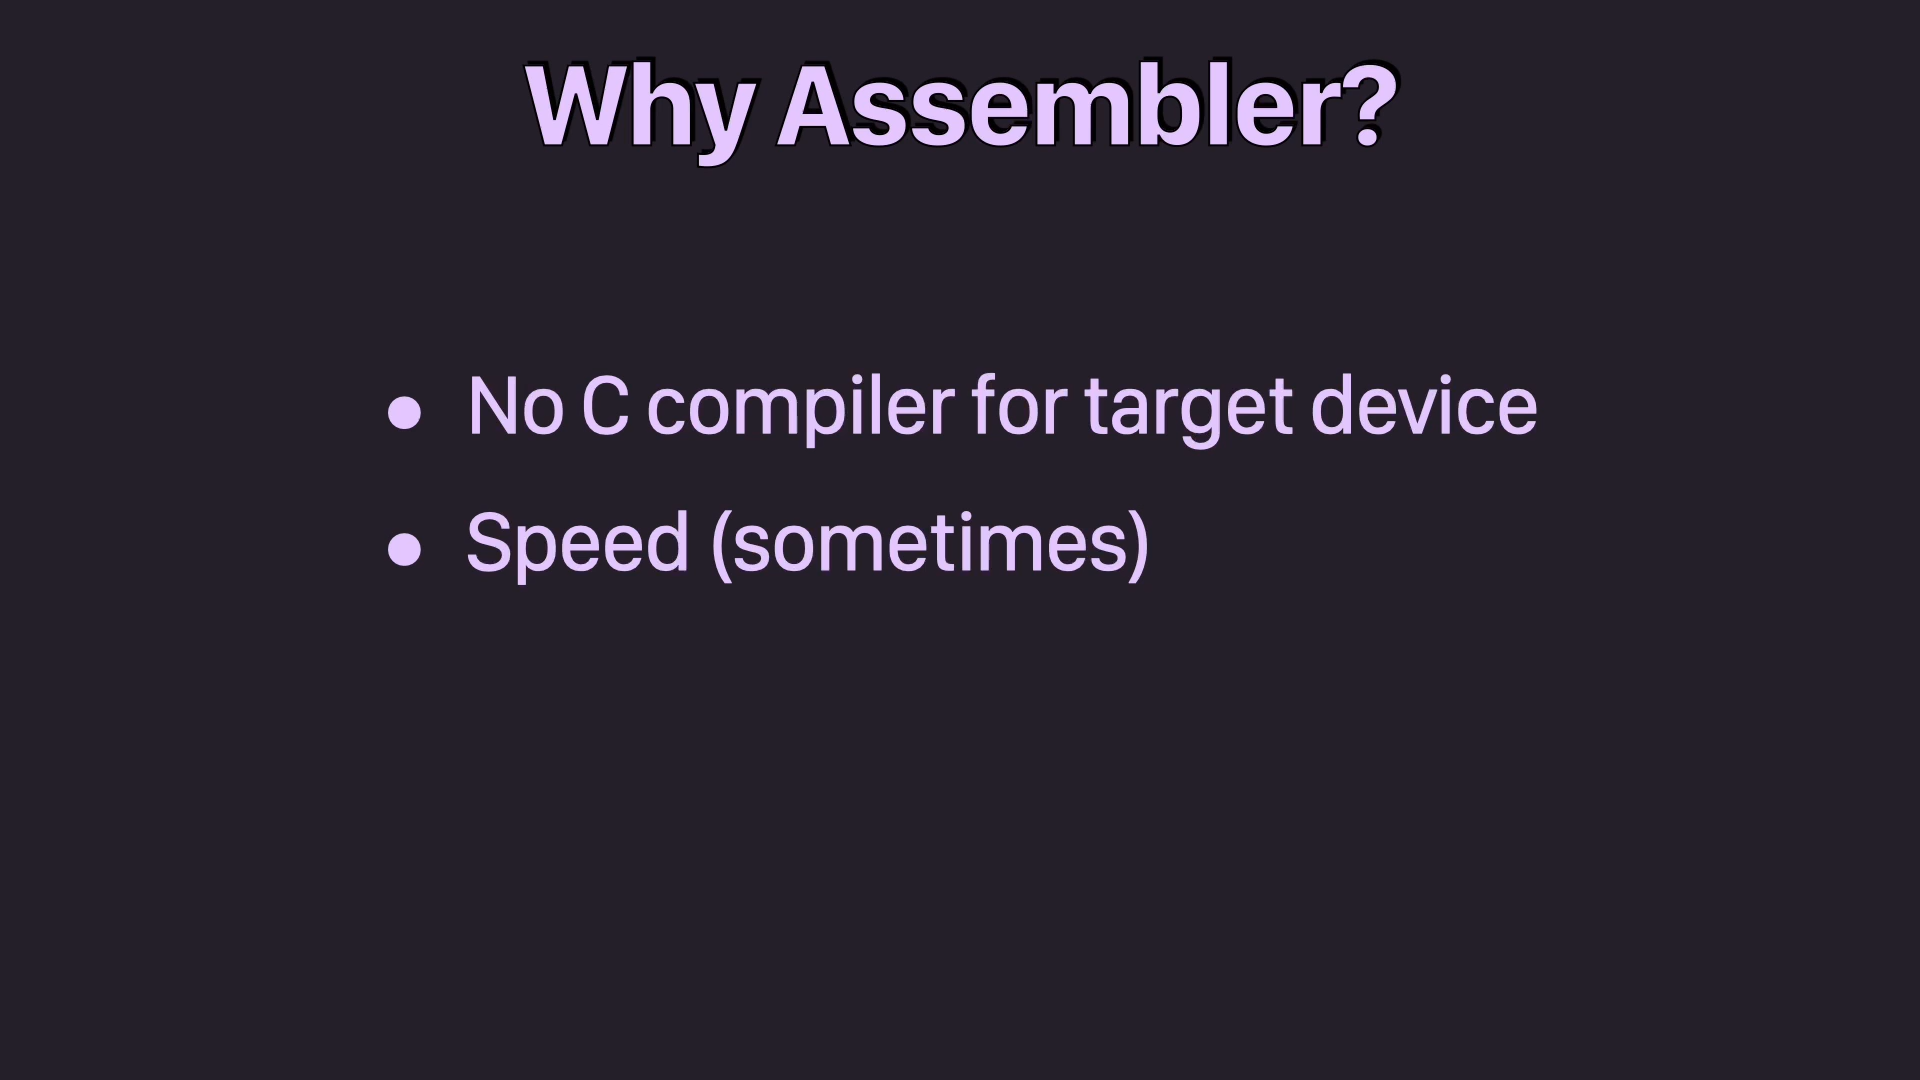 Why Assembler?
• No C compiler for target device
• Speed (sometimes)